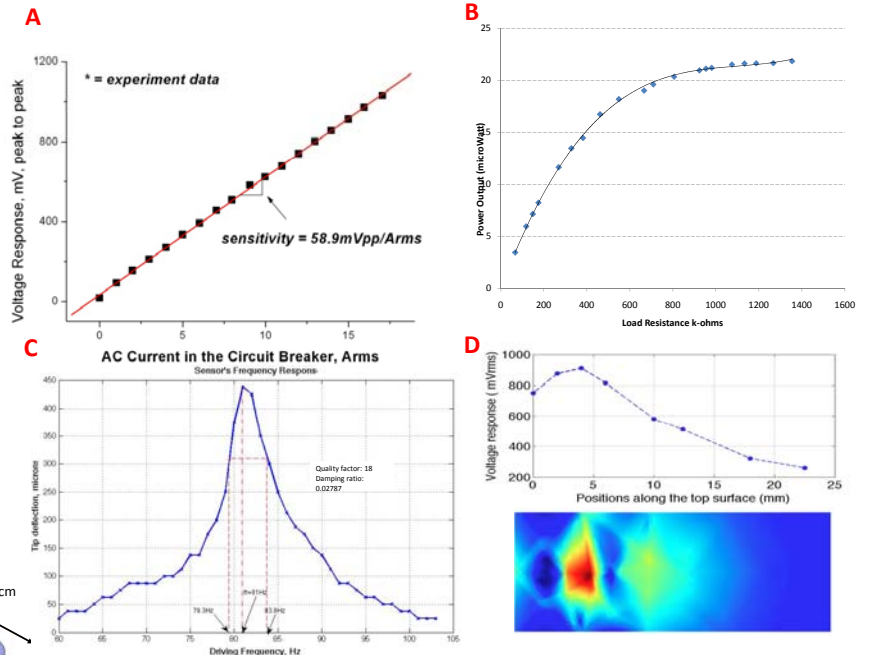 A
1200
800
400
0
Voltage Response, mV, peak to peak
* = experiment data
sensitivity = 58.9mVpp/Arms
0
5
10
15
AC Current in the Circuit Breaker, Arms
B
25
20
15
10
5
0
Power Output (microWatt)
0
200
400
600
800
1000
1200
1400
1600
Load Resistance k-ohms
C
Sensor's Frequency Respons
450
400
350
300
250
200
150
100
50
0
Tip deflection, microns
Quality factor: 18
Damping ratio:
0.02787
79.3Hz
83.8Hz
60
65
70
75
80
85
90
95
100
105
Driving Frequency, Hz
cm
D
1000
800
600
400
200
Voltage response ( mVrms)
0
5
10
15
20
25
Positions along the top surface (mm)